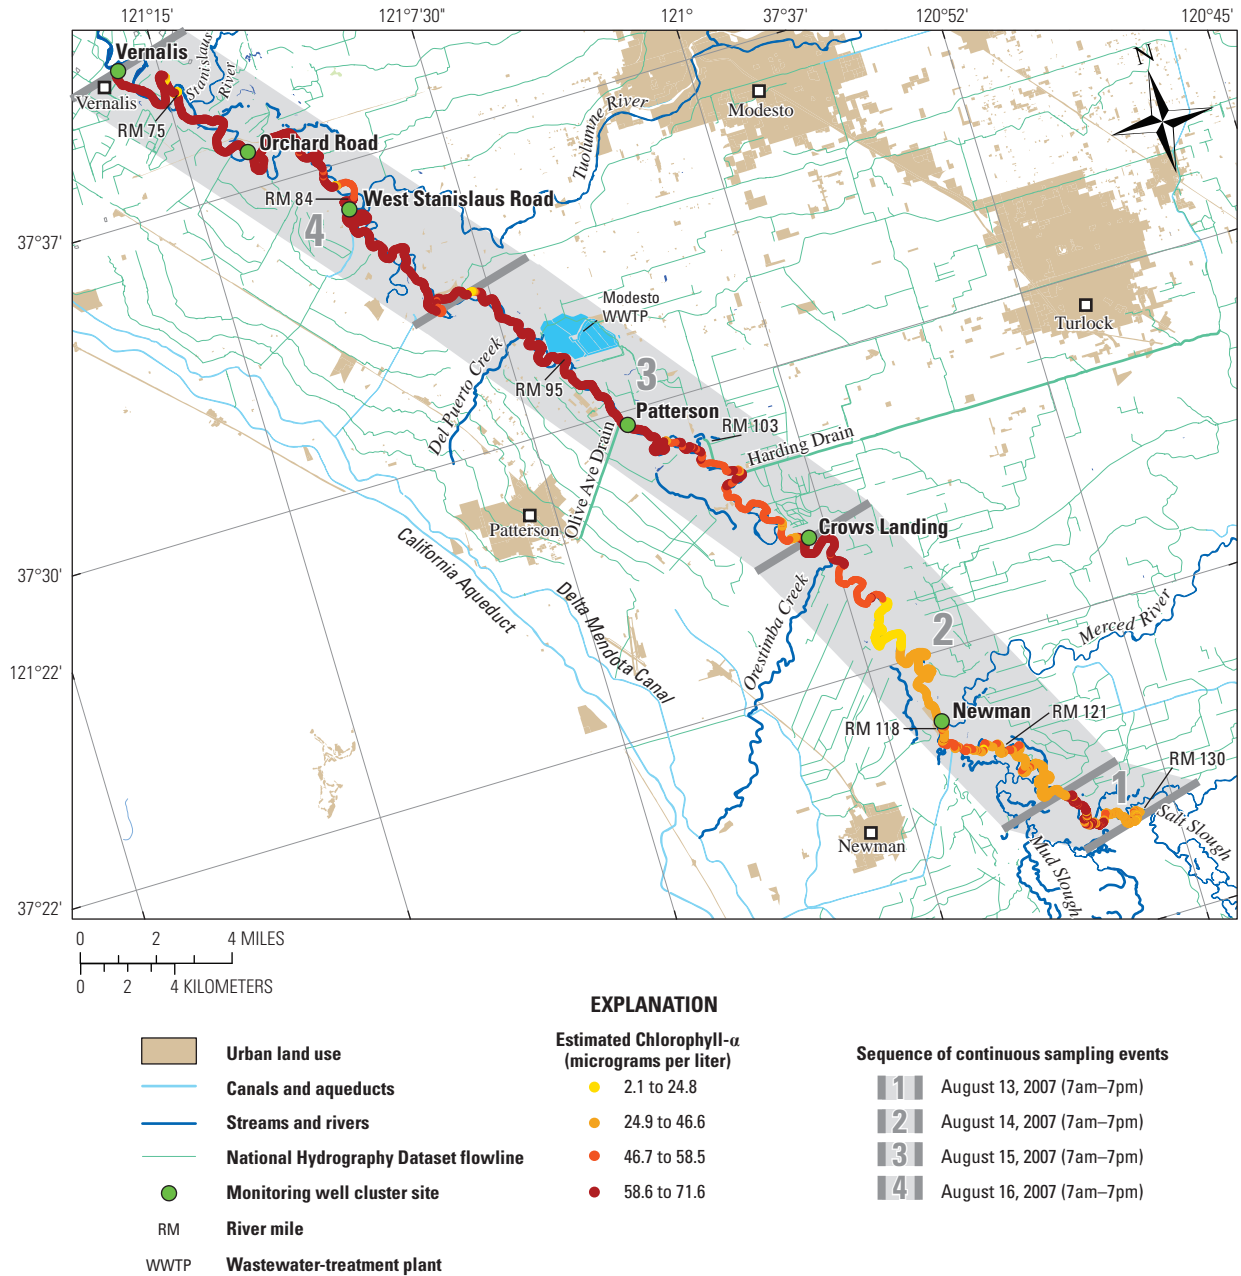 121°15'
121°7'30"
121°
37°37'
120°52'
120°45'
Vernalis
Vernalis
RM 75
Stanislaus
River
Orchard Road
RM 84
West Stanislaus Road
4
Tuolumne River
Modesto
N
37°37'
Modesto
WWTP
Turlock
3
RM 95
Del Puerto Creek
Patterson
RM 103
Harding Drain
Olive Ave Drain
Patterson
Crows Landing
California Aqueduct
Delta Mendota Canal
Orestimba Creek
2
Merced River
37°30'
121°22'
Newman
RM 118
RM 121
RM 130
1
Salt Slough
Mud Slough
Newman
37°22'
0 2 4 MILES
0 2 4 KILOMETERS
EXPLANATION
Urban land use
Canals and aqueducts
Streams and rivers
National Hydrography Dataset flowline
Monitoring well cluster site
RM River mile
WWTP Wastewater-treatment plant
Estimated Chlorophyll-α
(micrograms per liter)
2.1 to 24.8
24.9 to 46.6
46.7 to 58.5
58.6 to 71.6
Sequence of continuous sampling events
1 August 13, 2007 (7am–7pm)
2 August 14, 2007 (7am–7pm)
3 August 15, 2007 (7am–7pm)
4 August 16, 2007 (7am–7pm)